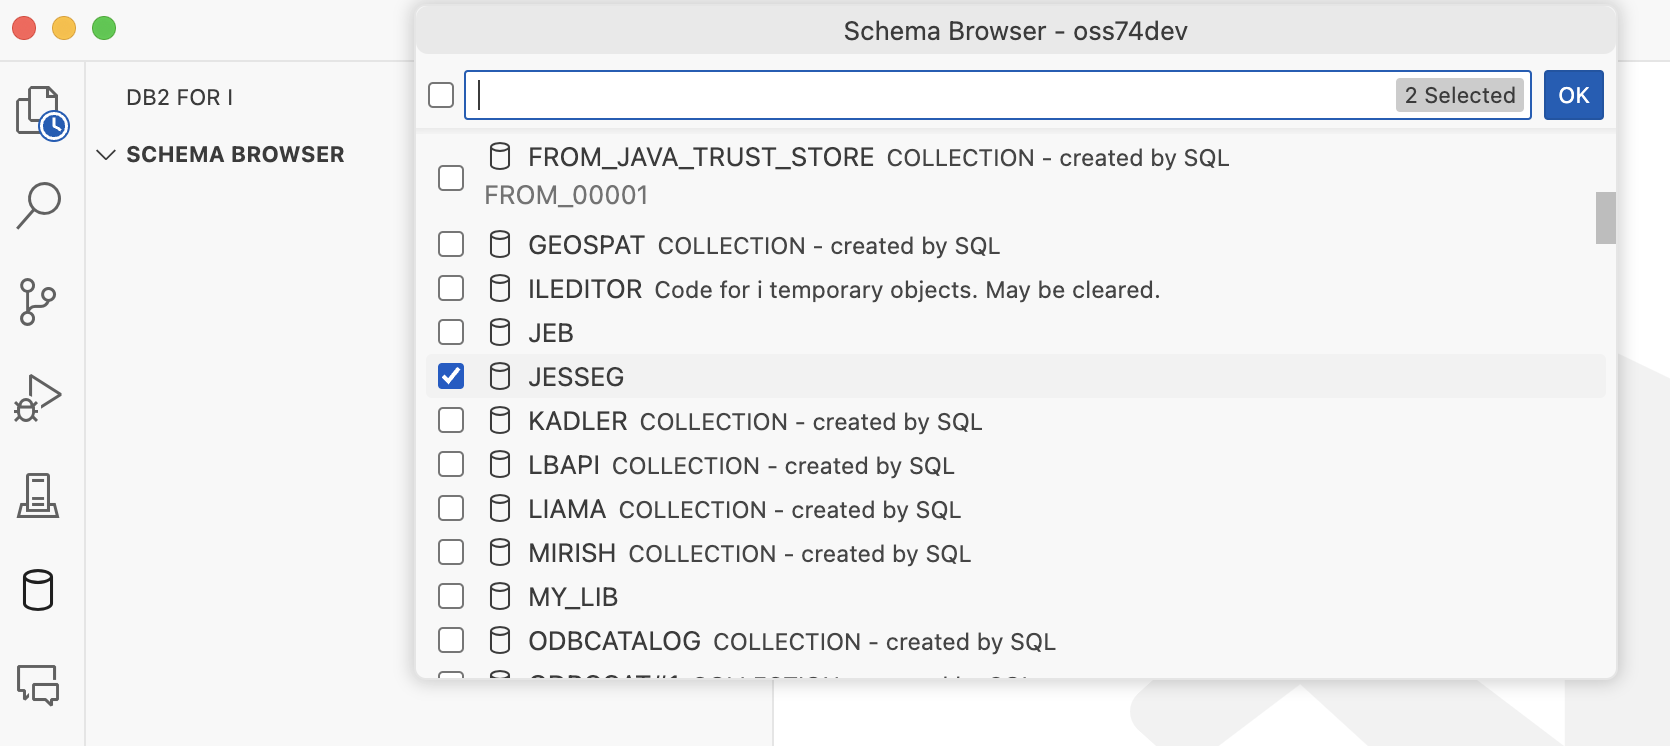 Schema Browser - oss74dev
2 Selected
OK
DB2 FOR I
SCHEMA BROWSER
FROM_JAVA_TRUST_STORE COLLECTION - created by SQL
FROM_00001
GEOSPAT COLLECTION - created by SQL
ILEDITOR Code for i temporary objects. May be cleared.
JEB
JESSEG
KADLER COLLECTION - created by SQL
LBAPI COLLECTION - created by SQL
LIAMA COLLECTION - created by SQL
MIRISH COLLECTION - created by SQL
MY_LIB
ODBCATALOG COLLECTION - created by SQL